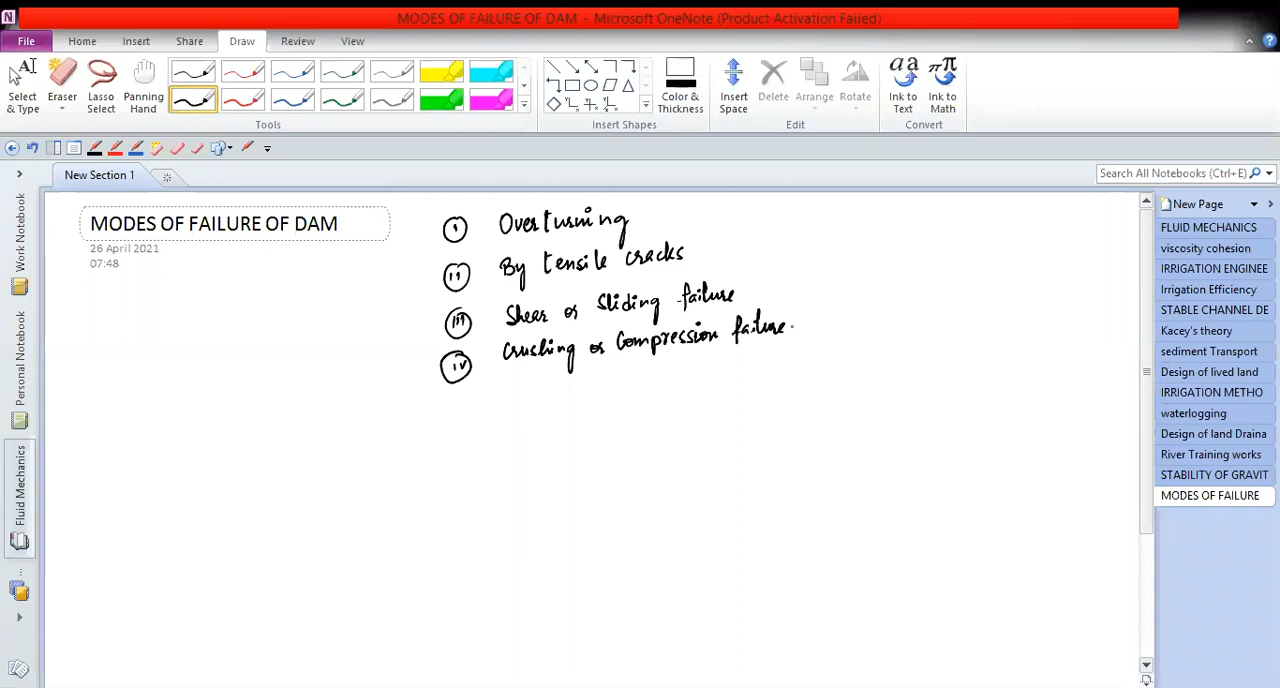 MODES OF FAILURE OF DAM - Microsoft OneNote (Product Activation Failed)
File Home Insert Share Draw Review View
Select & Type
Eraser
Lasso Select
Panning Hand
Color & Thickness
Insert Space
Delete
Arrange
Rotate
Ink to Text
Ink to Math
Tools
Insert Shapes
Edit
Convert
New Section 1
Search All Notebooks (Ctrl+E)
Work Notebook
Personal Notebook
Fluid Mechanics
MODES OF FAILURE OF DAM
26 April 2021
07:48
i Overturning
ii By tensile cracks
iii Shear or Sliding failure
iv Crushing or Compression failure.
New Page
FLUID MECHANICS
viscosity cohesion
IRRIGATION ENGINEE
Irrigation Efficiency
STABLE CHANNEL DE
Kacey's theory
sediment Transport
Design of lived land
IRRIGATION METHO
waterlogging
Design of land Draina
River Training works
STABILITY OF GRAVIT
MODES OF FAILURE